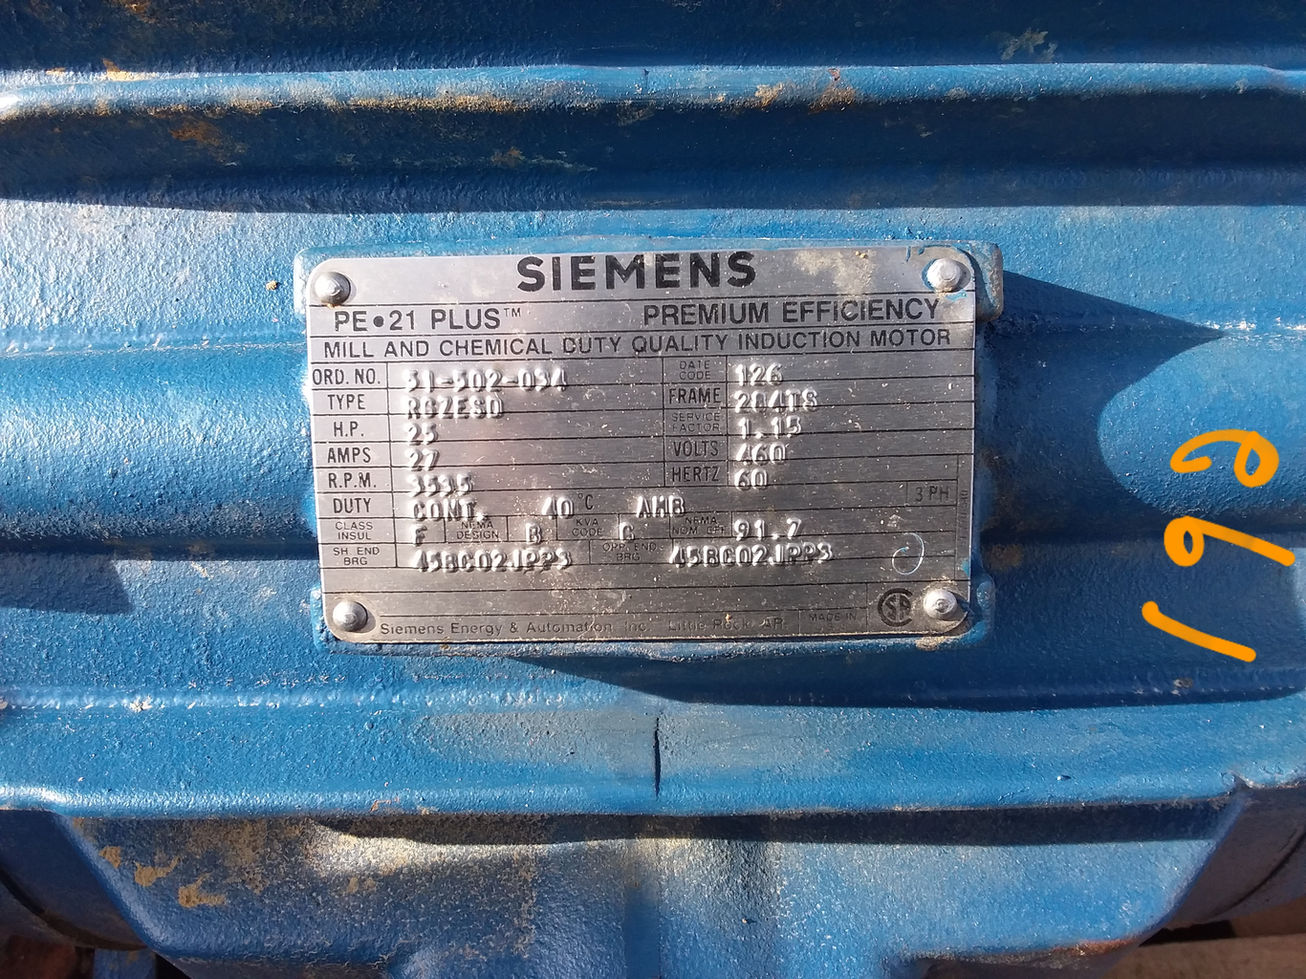 SIEMENS
PE•21 PLUS™ PREMIUM EFFICIENCY
MILL AND CHEMICAL DUTY QUALITY INDUCTION MOTOR
ORD. NO. 51-502-034 DATE CODE 126
TYPE RGZESD FRAME 284TS
H.P. 25 SERVICE FACTOR 1.15
AMPS 27 VOLTS 460
R.P.M. 3535 HERTZ 60
DUTY CONT. 40°C AMB 3 PH
CLASS INSUL F NEMA DESIGN B KVA CODE G NEMA NOM. EFF. 91.7
SH. END BRG 45BC02JPP3 OPP. END BRG 45BC02JPP3
Siemens Energy & Automation, Inc. Little Rock, AR. MADE IN